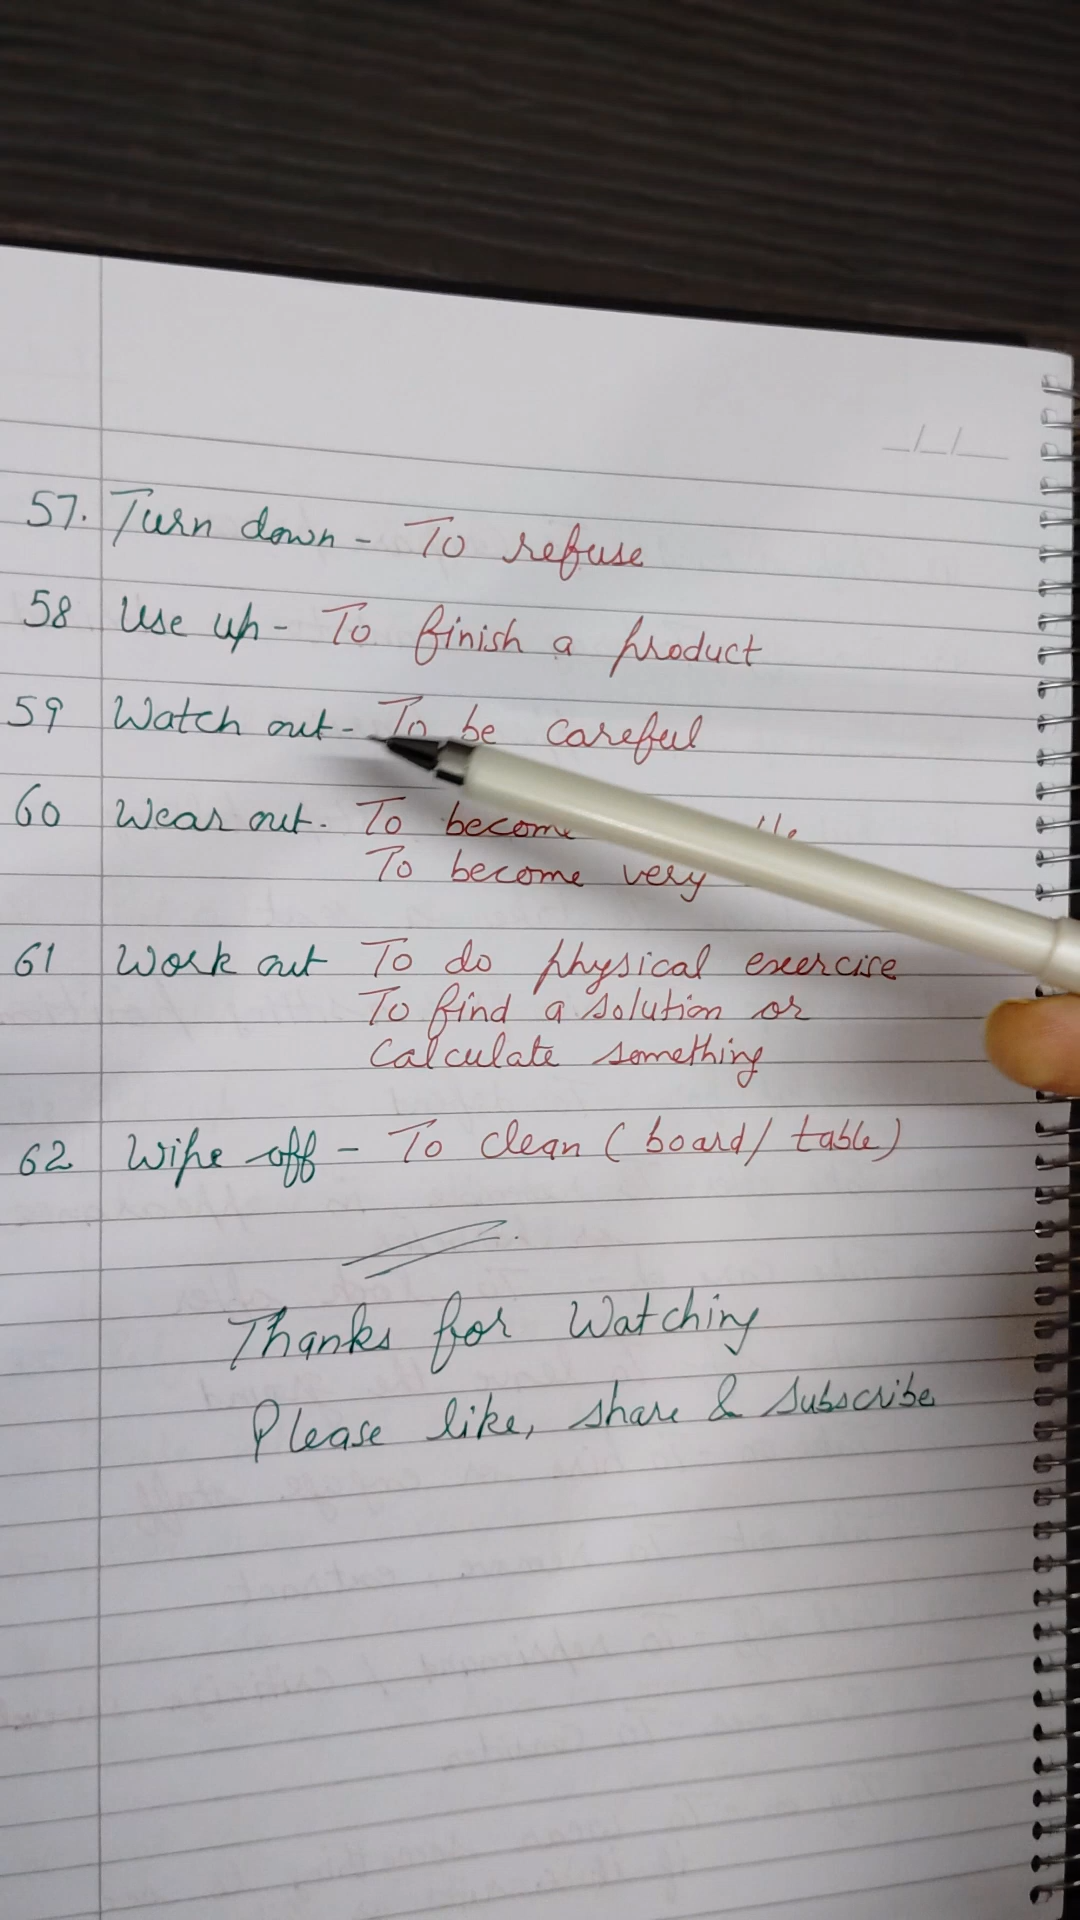 57. Turn down - To refuse
58 Use up - To finish a product
59 Watch out - To be careful
60 Wear out. To become
To become very
61 Work out To do physical exercise
To find a solution or
Calculate something
62 Wipe off - To clean (board/table)
Thanks for Watching
Please like, share & subscribe